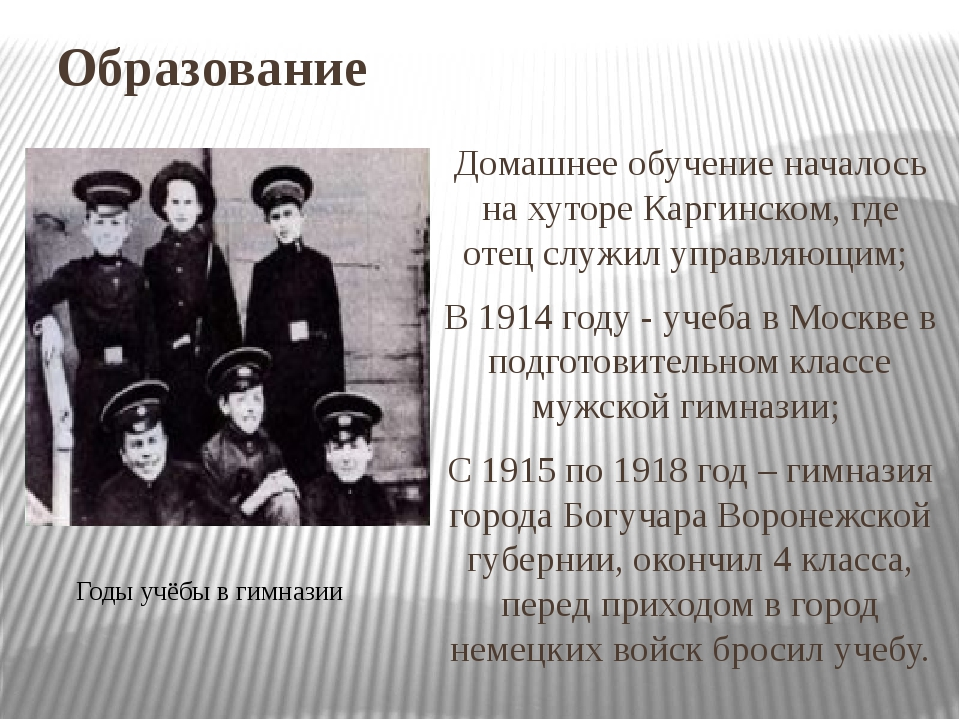 Образование
Домашнее обучение началось
на хуторе Каргинском, где
отец служил управляющим;
В 1914 году - учеба в Москве в
подготовительном классе
мужской гимназии;
С 1915 по 1918 год – гимназия
города Богучара Воронежской
губернии, окончил 4 класса,
перед приходом в город
немецких войск бросил учебу.
Годы учёбы в гимназии